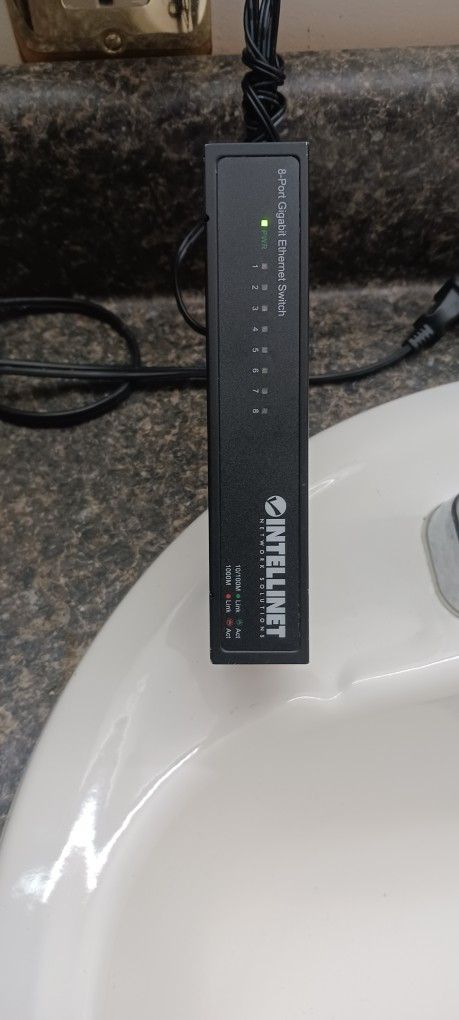 8-Port Gigabit Ethernet Switch
PWR
1 2 3 4 5 6 7 8
INTELLINET
NETWORK SOLUTIONS
10/100M Link Act
1000M Link Act